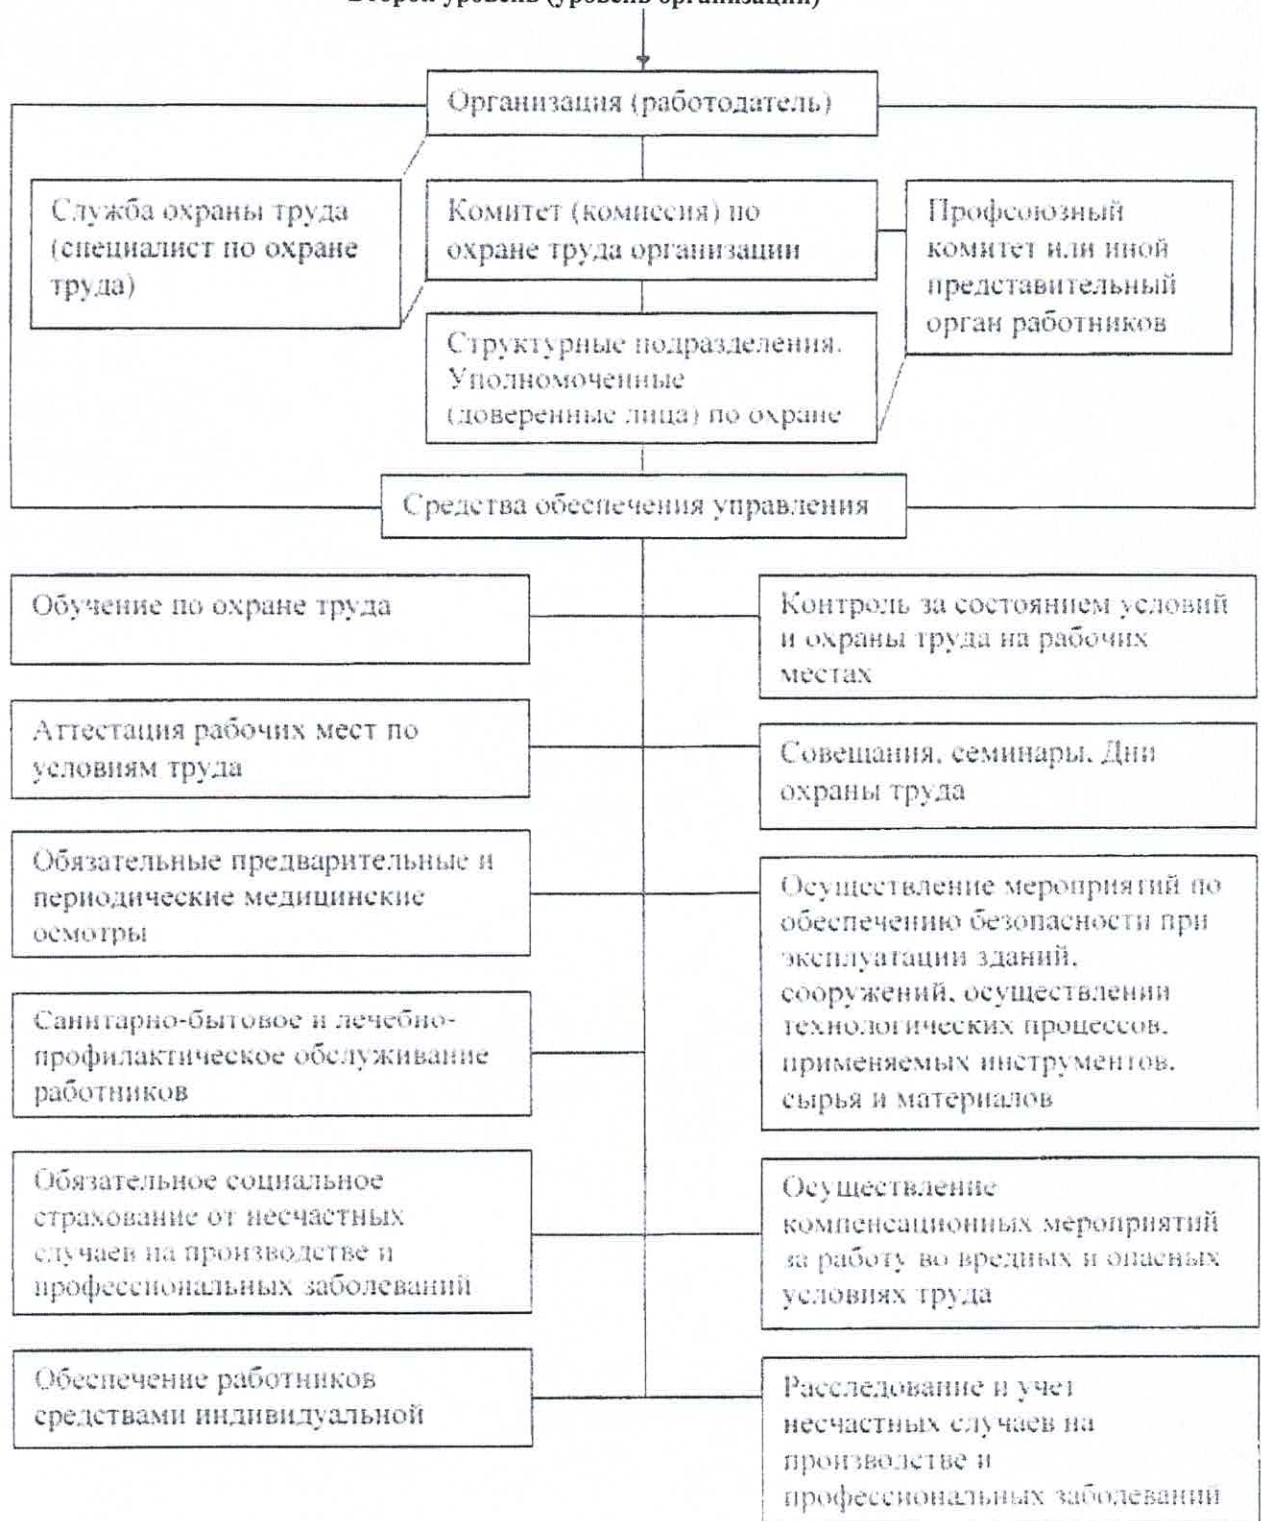 Второй уровень (уровень организации)
Организация (работодатель)
Служба охраны труда
(специалист по охране
труда)
Комитет (комиссия) по
охране труда организации
Профсоюзный
комитет или иной
представительный
орган работников
Структурные подразделения.
Уполномоченные
(доверенные лица) по охране
Средства обеспечения управления
Обучение по охране труда
Контроль за состоянием условий
и охраны труда на рабочих
местах
Аттестация рабочих мест по
условиям труда
Совещания, семинары, Дни
охраны труда
Обязательные предварительные и
периодические медицинские
осмотры
Осуществление мероприятий по
обеспечению безопасности при
эксплуатации зданий,
сооружений, осуществлении
технологических процессов,
применяемых инструментов,
сырья и материалов
Санитарно-бытовое и лечебно-
профилактическое обслуживание
работников
Обязательное социальное
страхование от несчастных
случаев на производстве и
профессиональных заболеваний
Осуществление
компенсационных мероприятий
за работу во вредных и опасных
условиях труда
Обеспечение работников
средствами индивидуальной
Расследование и учет
несчастных случаев на
производстве и
профессиональных заболеваний